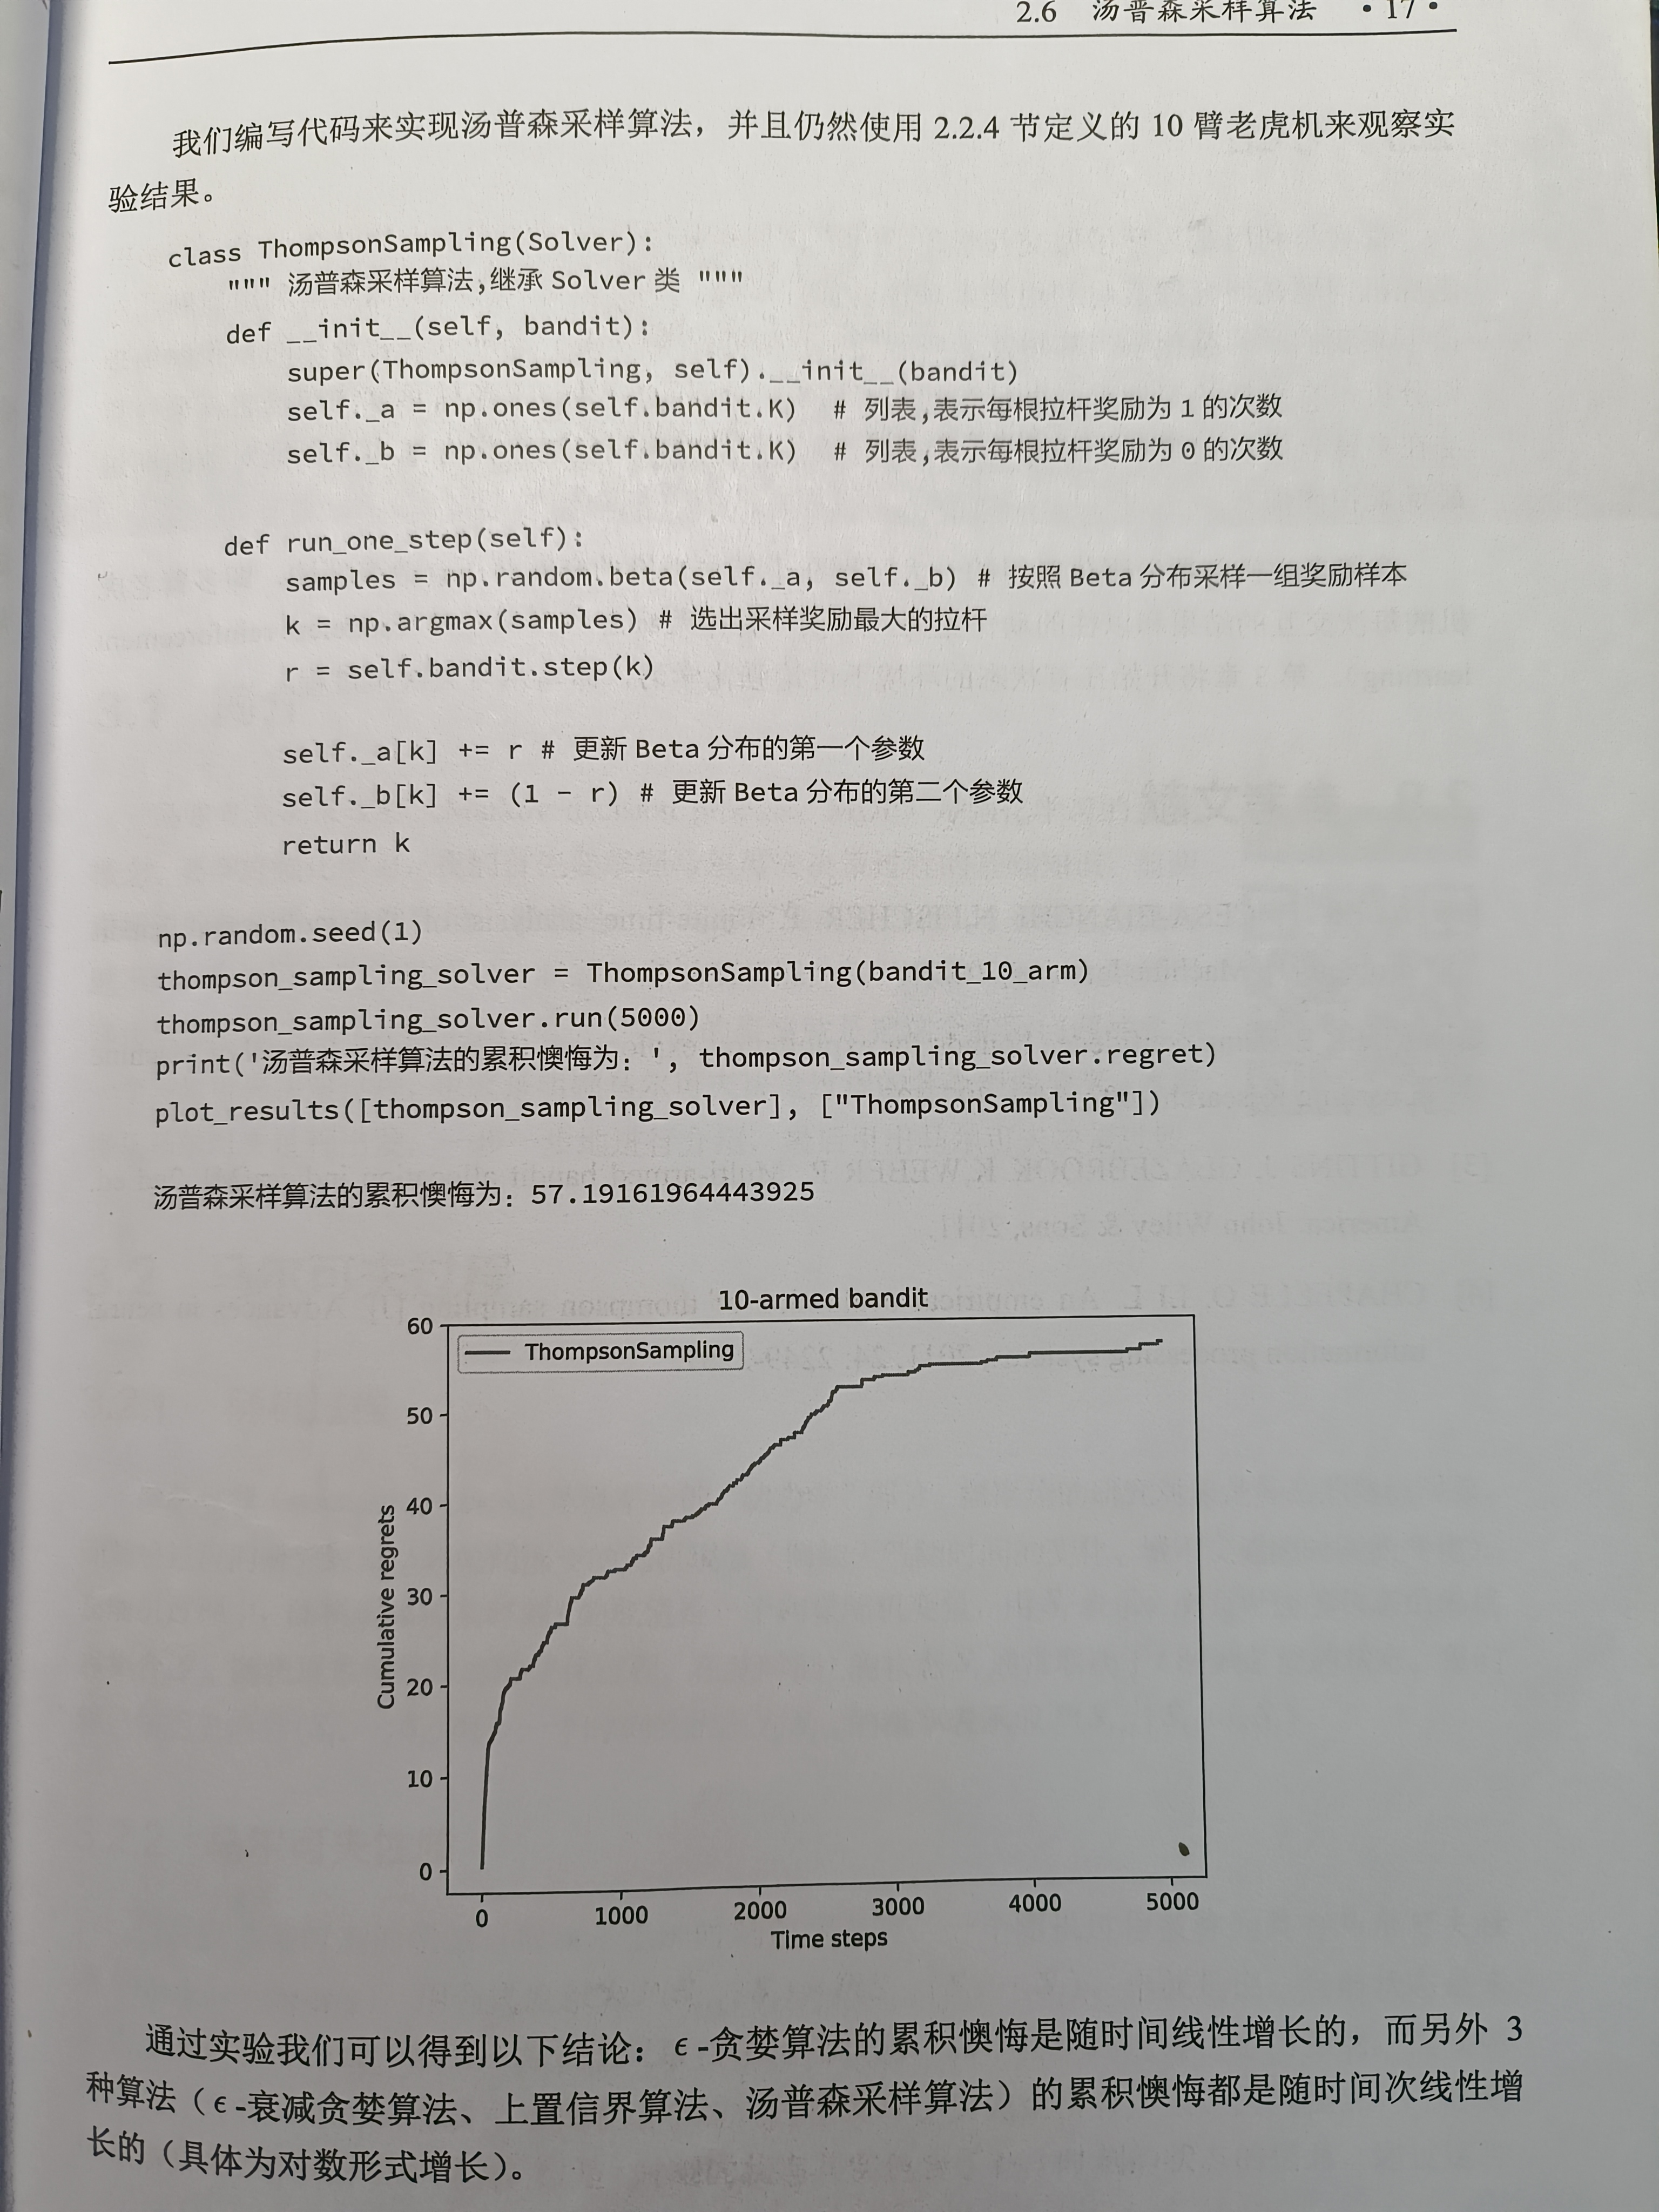 2.6 汤普森采样算法 • 17 •
我们编写代码来实现汤普森采样算法，并且仍然使用 2.2.4 节定义的 10 臂老虎机来观察实
验结果。
class ThompsonSampling(Solver):
""" 汤普森采样算法,继承 Solver 类 """
def __init__(self, bandit):
super(ThompsonSampling, self).__init__(bandit)
self._a = np.ones(self.bandit.K) # 列表,表示每根拉杆奖励为 1 的次数
self._b = np.ones(self.bandit.K) # 列表,表示每根拉杆奖励为 0 的次数
def run_one_step(self):
samples = np.random.beta(self._a, self._b) # 按照 Beta 分布采样一组奖励样本
k = np.argmax(samples) # 选出采样奖励最大的拉杆
r = self.bandit.step(k)
self._a[k] += r # 更新 Beta 分布的第一个参数
self._b[k] += (1 - r) # 更新 Beta 分布的第二个参数
return k
np.random.seed(1)
thompson_sampling_solver = ThompsonSampling(bandit_10_arm)
thompson_sampling_solver.run(5000)
print('汤普森采样算法的累积懊悔为：', thompson_sampling_solver.regret)
plot_results([thompson_sampling_solver], ["ThompsonSampling"])
汤普森采样算法的累积懊悔为：57.19161964443925
10-armed bandit
60
ThompsonSampling
50
40
30
20
10
0
Cumulative regrets
0 1000 2000 3000 4000 5000
Time steps
通过实验我们可以得到以下结论：ϵ-贪婪算法的累积懊悔是随时间线性增长的，而另外 3
种算法（ϵ-衰减贪婪算法、上置信界算法、汤普森采样算法）的累积懊悔都是随时间次线性增
长的（具体为对数形式增长）。